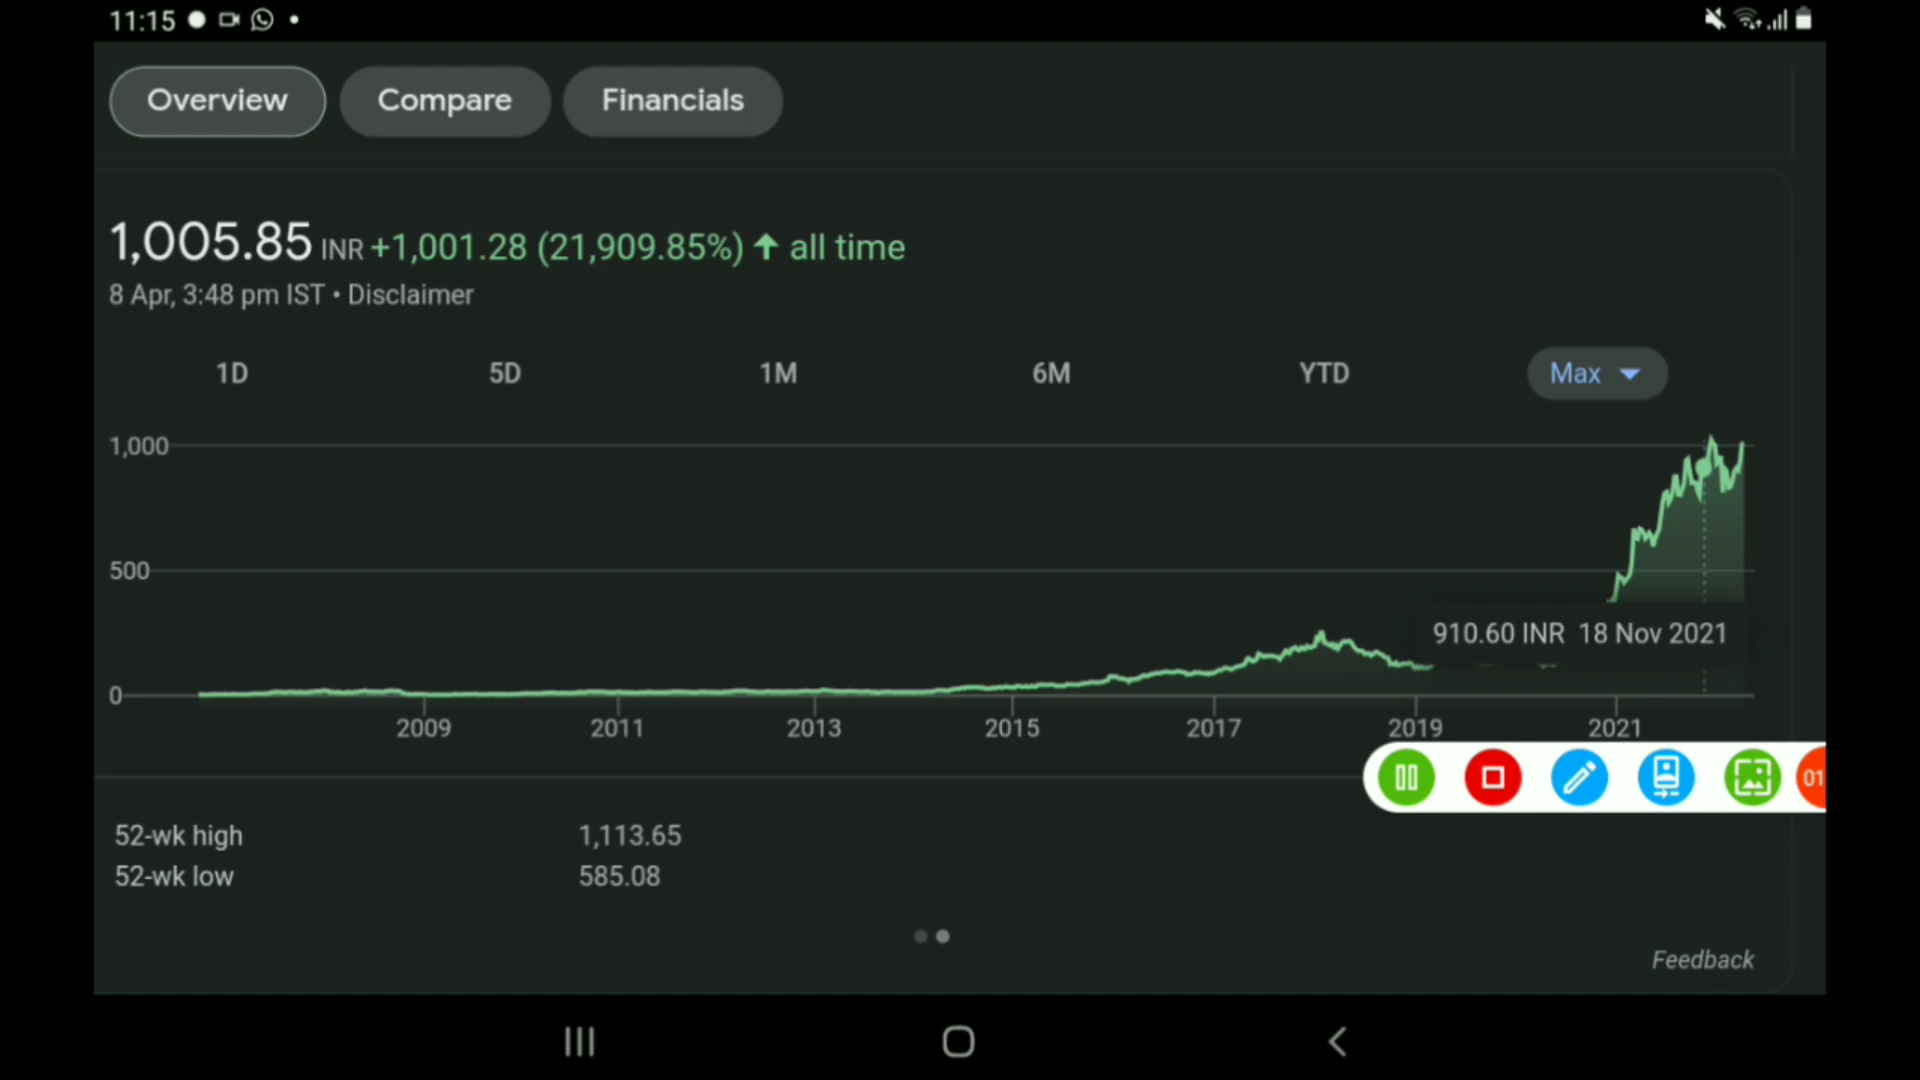 11:15
Overview Compare Financials
1,005.85 INR +1,001.28 (21,909.85%) ↑ all time
8 Apr, 3:48 pm IST • Disclaimer
1D 5D 1M 6M YTD Max
1,000
500
910.60 INR 18 Nov 2021
0
2009 2011 2013 2015 2017 2019 2021
01
52-wk high 1,113.65
52-wk low 585.08
Feedback